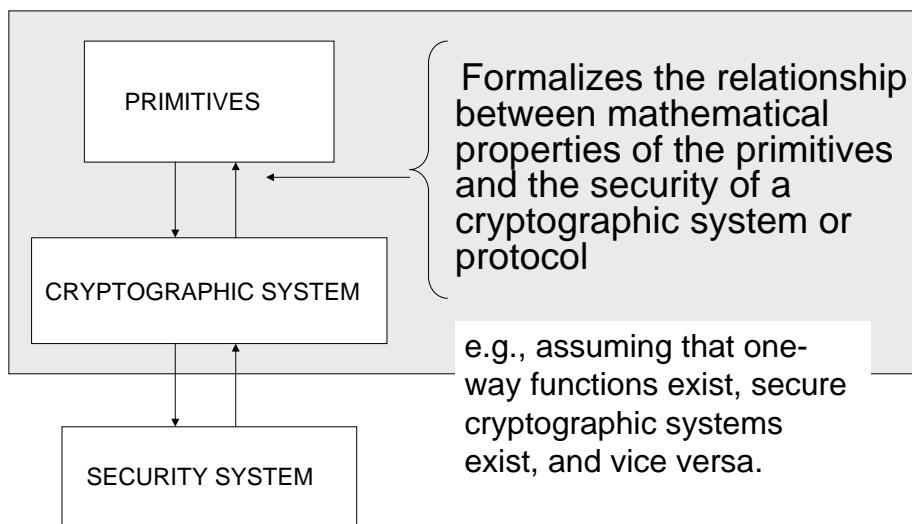 PRIMITIVES
CRYPTOGRAPHIC SYSTEM
SECURITY SYSTEM
Formalizes the relationship
between mathematical
properties of the primitives
and the security of a
cryptographic system or
protocol
e.g., assuming that one-
way functions exist, secure
cryptographic systems
exist, and vice versa.